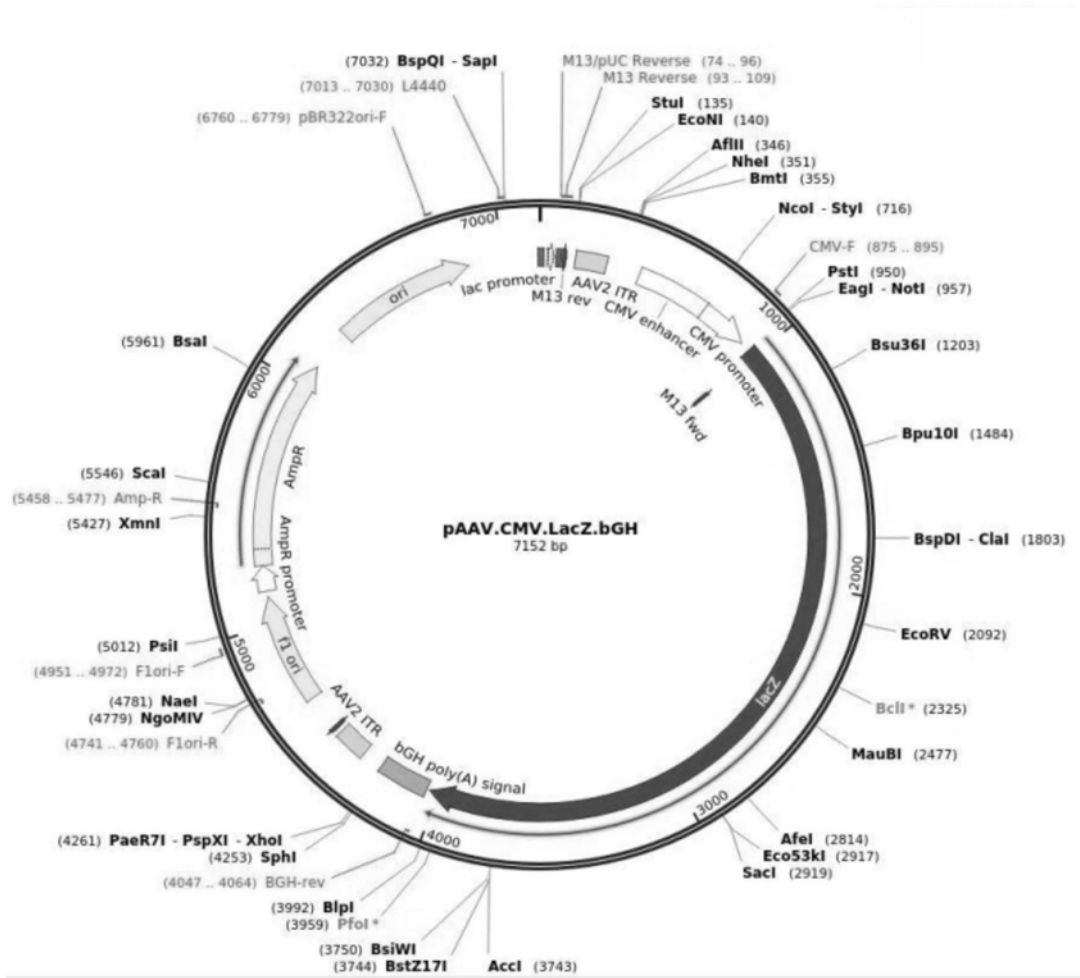 (7032) BspQI - SapI
(7013 .. 7030) L4440
(6760 .. 6779) pBR322ori-F
M13/pUC Reverse (74 .. 96)
M13 Reverse (93 .. 109)
StuI (135)
EcoNI (140)
AflII (346)
NheI (351)
BmtI (355)
NcoI - StyI (716)
CMV-F (875 .. 895)
PstI (950)
EagI - NotI (957)
Bsu36I (1203)
Bpu10I (1484)
BspDI - ClaI (1803)
EcoRV (2092)
BclI* (2325)
MauBI (2477)
AfeI (2814)
Eco53kI (2917)
SacI (2919)
AccI (3743)
(3744) BstZ17I
(3750) BsiWI
(3959) PfoI*
(3992) BlpI
(4047 .. 4064) BGH-rev
(4253) SphI
(4261) PaeR7I - PspXI - XhoI
(4741 .. 4760) F1ori-R
(4779) NgoMIV
(4781) NaeI
(4951 .. 4972) F1ori-F
(5012) PsiI
(5427) XmnI
(5458 .. 5477) Amp-R
(5546) ScaI
(5961) BsaI
7000
1000
2000
3000
4000
5000
6000
lac promoter
M13 rev
AAV2 ITR
CMV enhancer
CMV promoter
M13 fwd
lacZ
bGH poly(A) signal
AAV2 ITR
f1 ori
AmpR promoter
AmpR
ori
pAAV.CMV.LacZ.bGH
7152 bp